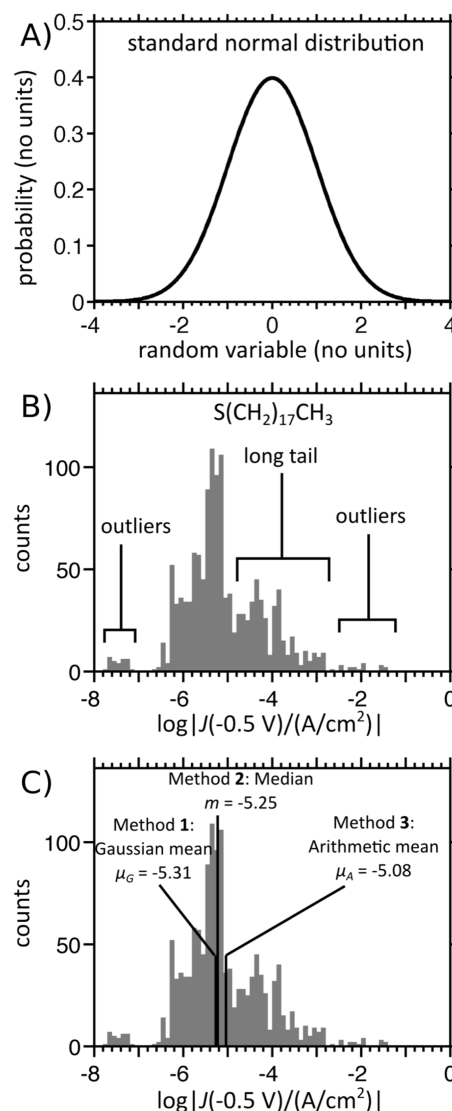 A)
standard normal distribution
probability (no units)
0.5
0.4
0.3
0.2
0.1
0
-4 -2 0 2 4
random variable (no units)
B)
S(CH₂)₁₇CH₃
long tail
outliers
outliers
counts
100
50
0
-8 -6 -4 -2 0
log|J(-0.5 V)/(A/cm²)|
C)
Method 2: Median
m = -5.25
Method 1:
Gaussian mean
μG = -5.31
Method 3:
Arithmetic mean
μA = -5.08
counts
100
50
0
-8 -6 -4 -2 0
log|J(-0.5 V)/(A/cm²)|